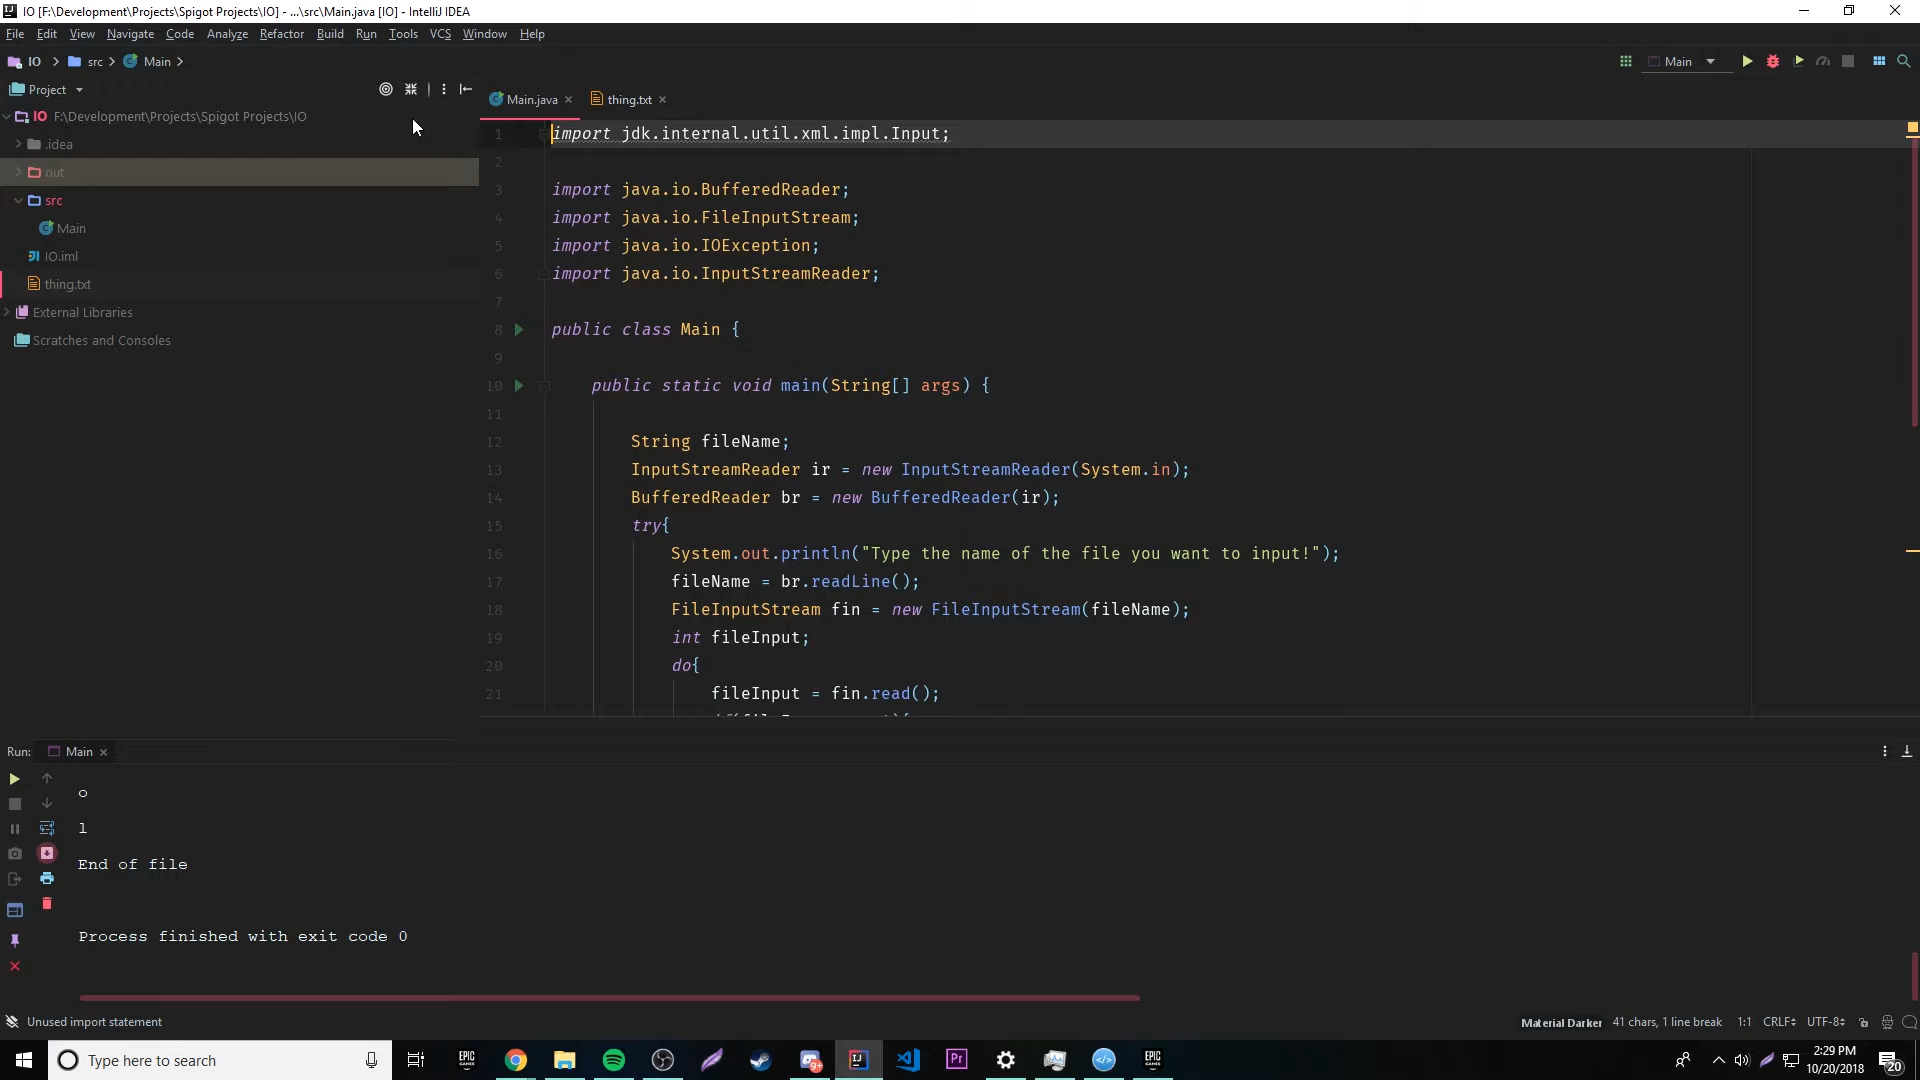 IO [F:\Development\Projects\Spigot Projects\IO] - ...\src\Main.java [IO] - IntelliJ IDEA
File Edit View Navigate Code Analyze Refactor Build Run Tools VCS Window Help
IO src Main
Main
Project
Main.java thing.txt
IO F:\Development\Projects\Spigot Projects\IO
.idea
out
src
Main
IO.iml
thing.txt
External Libraries
Scratches and Consoles
1 import jdk.internal.util.xml.impl.Input;
2
3 import java.io.BufferedReader;
4 import java.io.FileInputStream;
5 import java.io.IOException;
6 import java.io.InputStreamReader;
7
8 public class Main {
9
10 public static void main(String[] args) {
11
12 String fileName;
13 InputStreamReader ir = new InputStreamReader(System.in);
14 BufferedReader br = new BufferedReader(ir);
15 try{
16 System.out.println("Type the name of the file you want to input!");
17 fileName = br.readLine();
18 FileInputStream fin = new FileInputStream(fileName);
19 int fileInput;
20 do{
21 fileInput = fin.read();
Run: Main
o
l
End of file
Process finished with exit code 0
Unused import statement
Material Darker 41 chars, 1 line break 1:1 CRLF UTF-8
Type here to search
EPIC GAMES
9+
IJ
Pr
EPIC GAMES
2:29 PM
10/20/2018
20